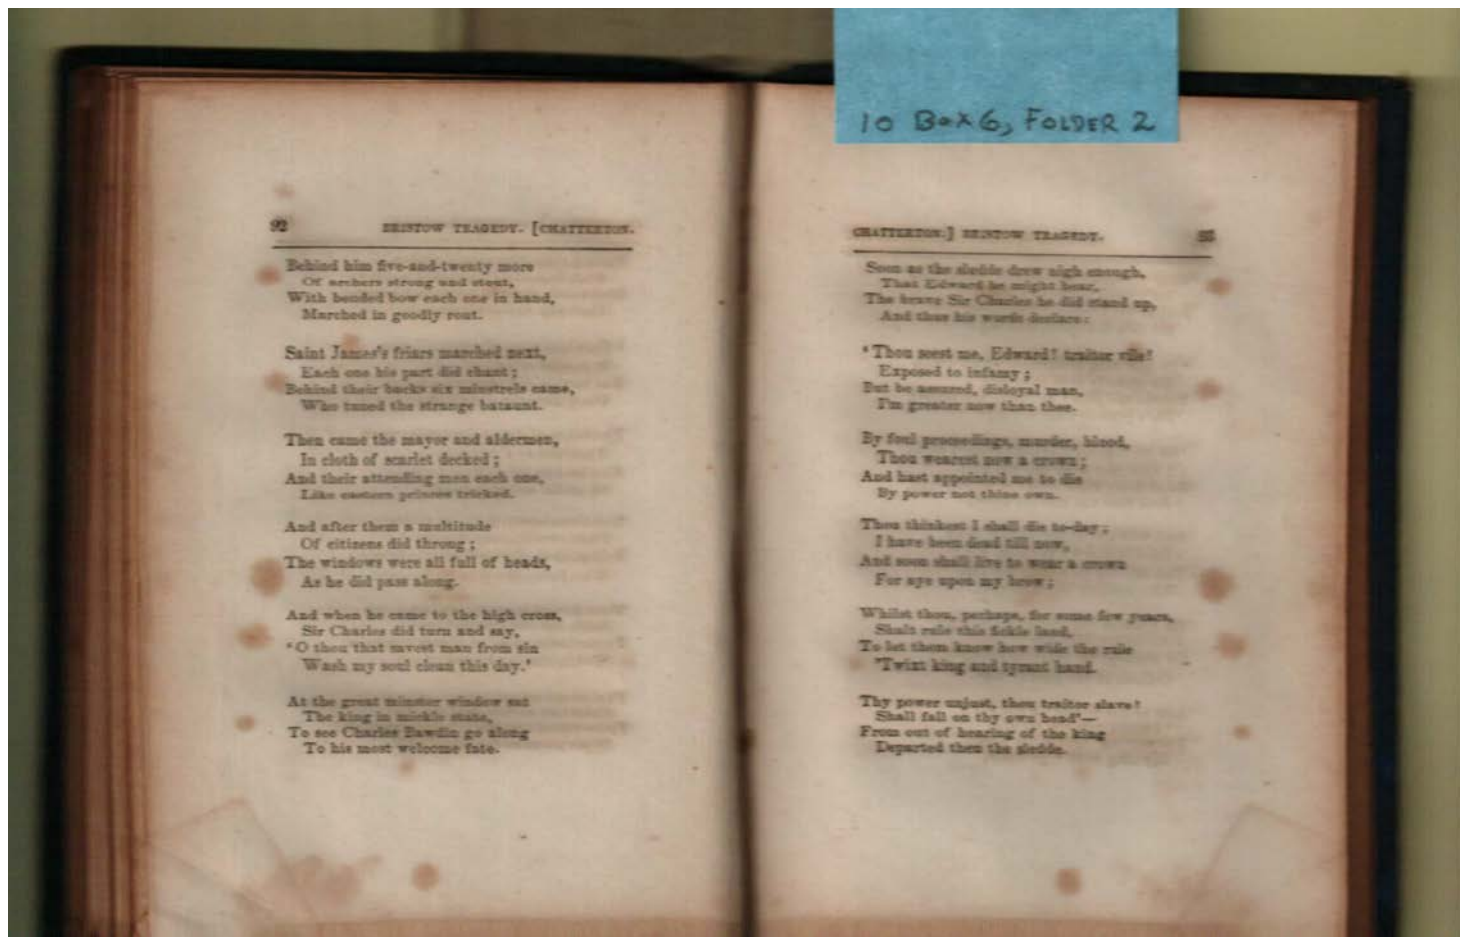 10 BOX 6, FOLDER 2
92 BRISTOW TRAGEDY. [CHATTERTON.
Behind him five-and-twenty more
Of archers strong and stout,
With bended bow each one in hand,
Marched in goodly rout.
Saint James's friars marched next,
Each one his part did chant;
Behind their backs six minstrels came,
Who tuned the strange bataunt.
Then came the mayor and aldermen,
In cloth of scarlet decked;
And their attending men each one,
Like eastern princes tricked.
And after them a multitude
Of citizens did throng;
The windows were all full of heads,
As he did pass along.
And when he came to the high cross,
Sir Charles did turn and say,
'O thou that savest man from sin
Wash my soul clean this day.'
At the great minster window sat
The king in mickle state,
To see Charles Bawdin go along
To his most welcome fate.
CHATTERTON.] BRISTOW TRAGEDY. 93
Soon as the sledde drew nigh enough,
That Edward he might hear,
The brave Sir Charles he did stand up,
And thus his words declare:
'Thou seest me, Edward! traitor vile!
Exposed to infamy;
But be assured, disloyal man,
I'm greater now than thee.
By foul proceedings, murder, blood,
Thou wearest now a crown;
And hast appointed me to die
By power not thine own.
Thou thinkest I shall die to-day;
I have been dead till now,
And soon shall live to wear a crown
For aye upon my brow;
Whilst thou, perhaps, for some few years,
Shalt rule this fickle land,
To let them know how wide the rule
'Twixt king and tyrant hand.
Thy power unjust, thou traitor slave!
Shall fall on thy own head'—
From out of hearing of the king
Departed then the sledde.